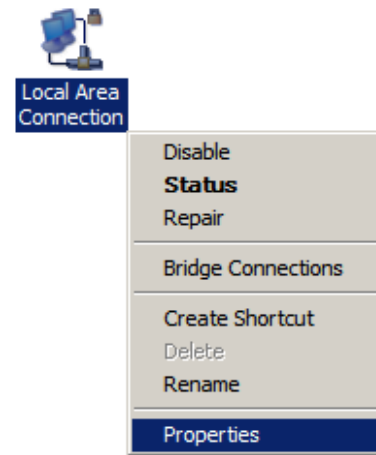 Local Area
Connection
Disable
Status
Repair
Bridge Connections
Create Shortcut
Delete
Rename
Properties